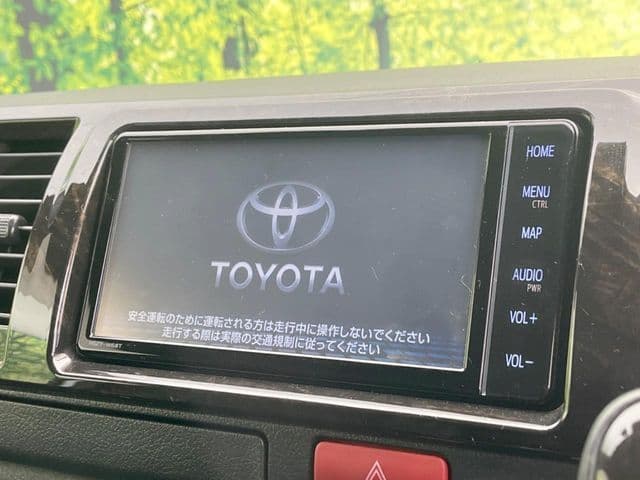 HOME
MENU
CTRL
MAP
AUDIO
PWR
VOL+
VOL−
TOYOTA
安全運転のために運転される方は走行中に操作しないでください
走行する際は実際の交通規制に従ってください